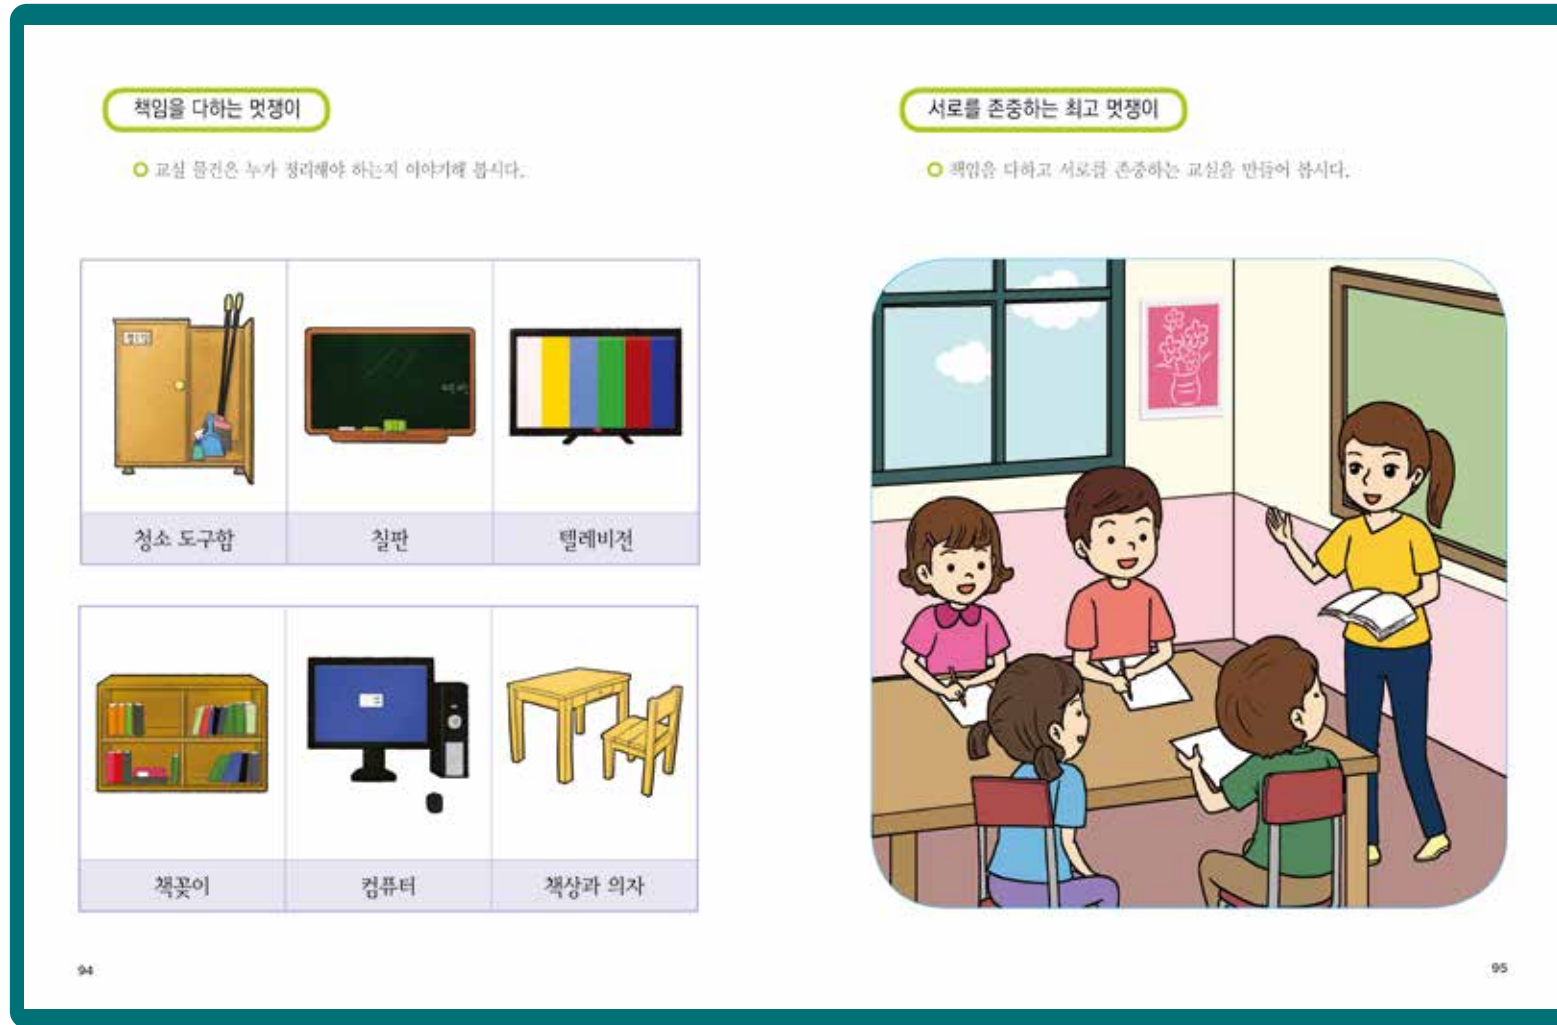 책임을 다하는 멋쟁이
교실 물건은 누가 정리해야 하는지 이야기해 봅시다.
청소 도구함
칠판
텔레비전
책꽂이
컴퓨터
책상과 의자
94
서로를 존중하는 최고 멋쟁이
책임을 다하고 서로를 존중하는 교실을 만들어 봅시다.
95